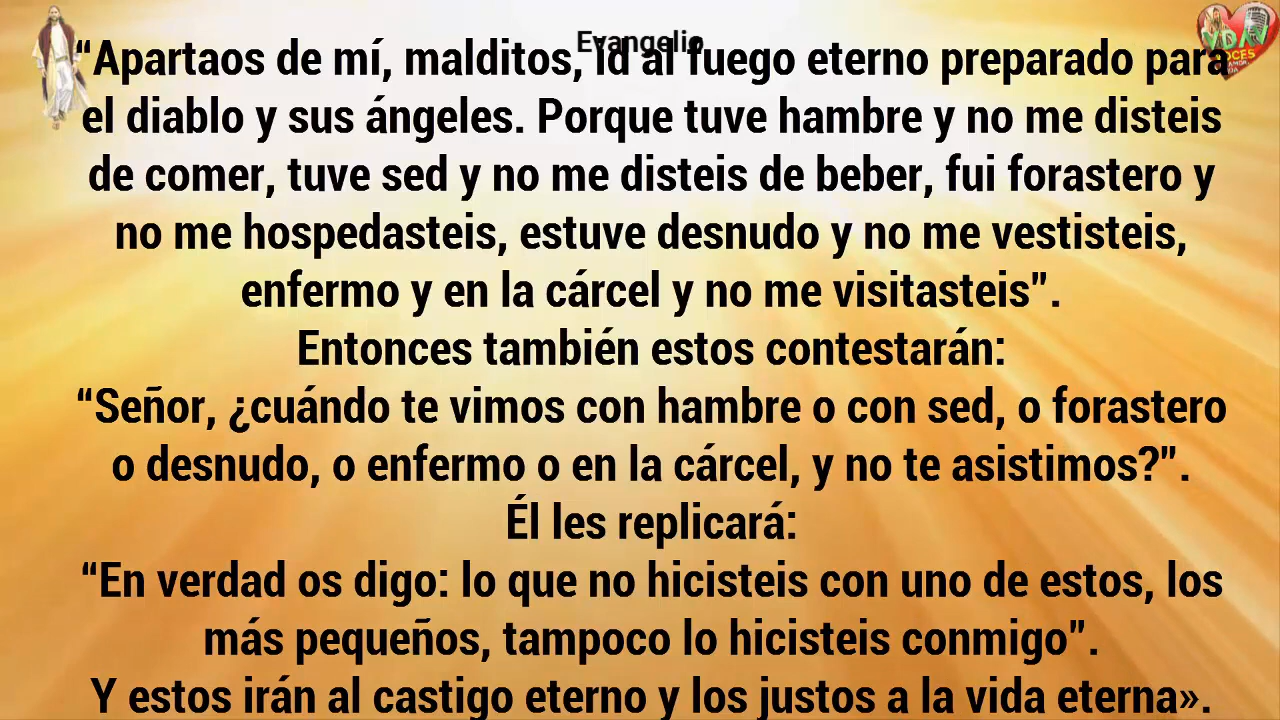 Evangelio
“Apartaos de mí, malditos, id al fuego eterno preparado para
el diablo y sus ángeles. Porque tuve hambre y no me disteis
de comer, tuve sed y no me disteis de beber, fui forastero y
no me hospedasteis, estuve desnudo y no me vestisteis,
enfermo y en la cárcel y no me visitasteis”.
Entonces también estos contestarán:
“Señor, ¿cuándo te vimos con hambre o con sed, o forastero
o desnudo, o enfermo o en la cárcel, y no te asistimos?”.
Él les replicará:
“En verdad os digo: lo que no hicisteis con uno de estos, los
más pequeños, tampoco lo hicisteis conmigo”.
Y estos irán al castigo eterno y los justos a la vida eterna».